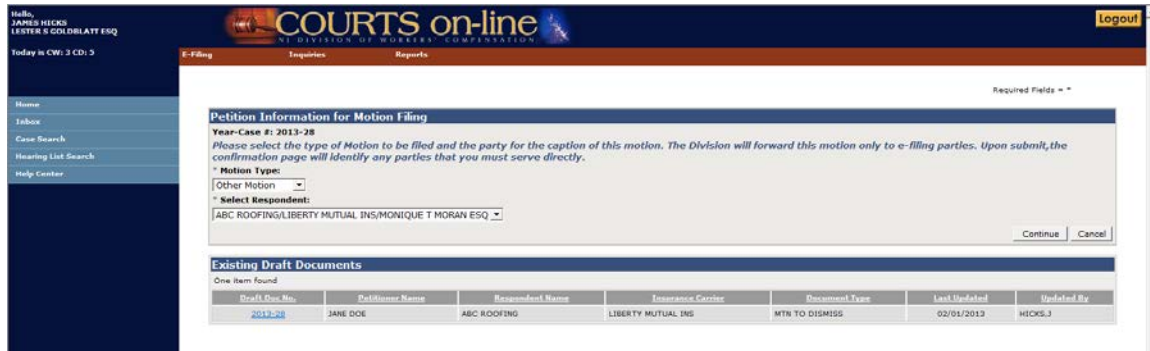 Hello,
JAMES HICKS
LESTER S GOLDBLATT ESQ
Today is CW: 3 CD: 5
COURTS on-line
NJ DIVISION OF WORKERS' COMPENSATION
Logout
E-Filing Inquiries Reports
Home
Inbox
Case Search
Hearing List Search
Help Center
Required Fields = *
Petition Information for Motion Filing
Year-Case #: 2013-28
Please select the type of Motion to be filed and the party for the caption of this motion. The Division will forward this motion only to e-filing parties. Upon submit,the
confirmation page will identify any parties that you must serve directly.
* Motion Type:
Other Motion
* Select Respondent:
ABC ROOFING/LIBERTY MUTUAL INS/MONIQUE T MORAN ESQ
Continue Cancel
Existing Draft Documents
One item found
Draft Doc No. Petitioner Name Respondent Name Insurance Carrier Document Type Last Updated Updated By
2013-28 JANE DOE ABC ROOFING LIBERTY MUTUAL INS MTN TO DISMISS 02/01/2013 HICKS,J